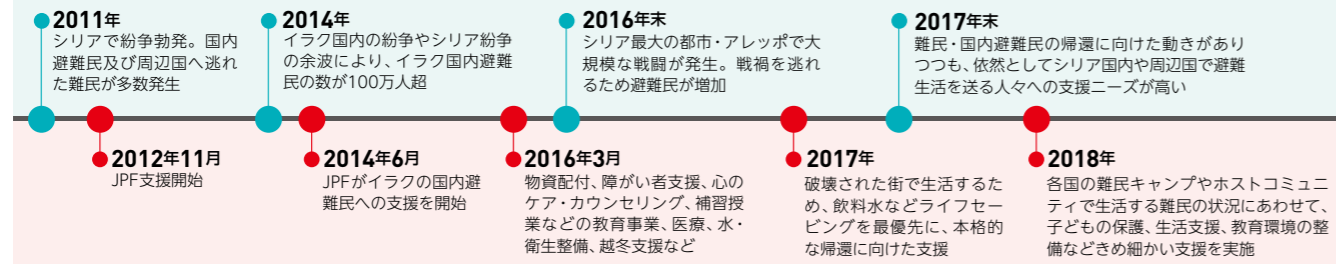 2011年
シリアで紛争勃発。国内
避難民及び周辺国へ逃れ
た難民が多数発生
2014年
イラク国内の紛争やシリア紛争
の余波により、イラク国内避難
民の数が100万人超
2016年末
シリア最大の都市・アレッポで大
規模な戦闘が発生。戦禍を逃れ
るため避難民が増加
2017年末
難民・国内避難民の帰還に向けた動きがあり
つつも、依然としてシリア国内や周辺国で避難
生活を送る人々への支援ニーズが高い
2012年11月
JPF支援開始
2014年6月
JPFがイラクの国内避
難民への支援を開始
2016年3月
物資配付、障がい者支援、心の
ケア・カウンセリング、補習授
業などの教育事業、医療、水・
衛生整備、越冬支援など
2017年
破壊された街で生活するた
め、飲料水などライフセー
ビングを最優先に、本格的
な帰還に向けた支援
2018年
各国の難民キャンプやホストコミュニ
ティで生活する難民の状況にあわせて、
子どもの保護、生活支援、教育環境の整
備などきめ細かい支援を実施